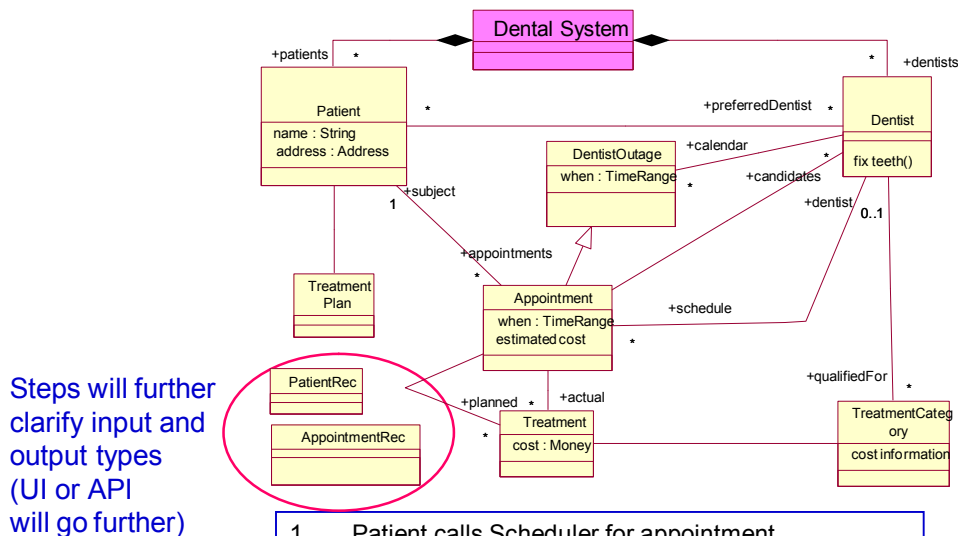 Dental System
+patients
*
*
+dentists
Patient
name : String
address : Address
*
+preferredDentist
*
Dentist
fix teeth()
DentistOutage
when : TimeRange
+calendar
*
+candidates
*
+dentist
0..1
+subject
1
+appointments
*
Treatment
Plan
Appointment
when : TimeRange
estimated cost
+schedule
*
Steps will further
clarify input and
output types
(UI or API
will go further)
PatientRec
AppointmentRec
+planned
*
*
+actual
Treatment
cost : Money
+qualifiedFor
*
TreatmentCateg
ory
cost information
1 Patient calls Scheduler for appointment